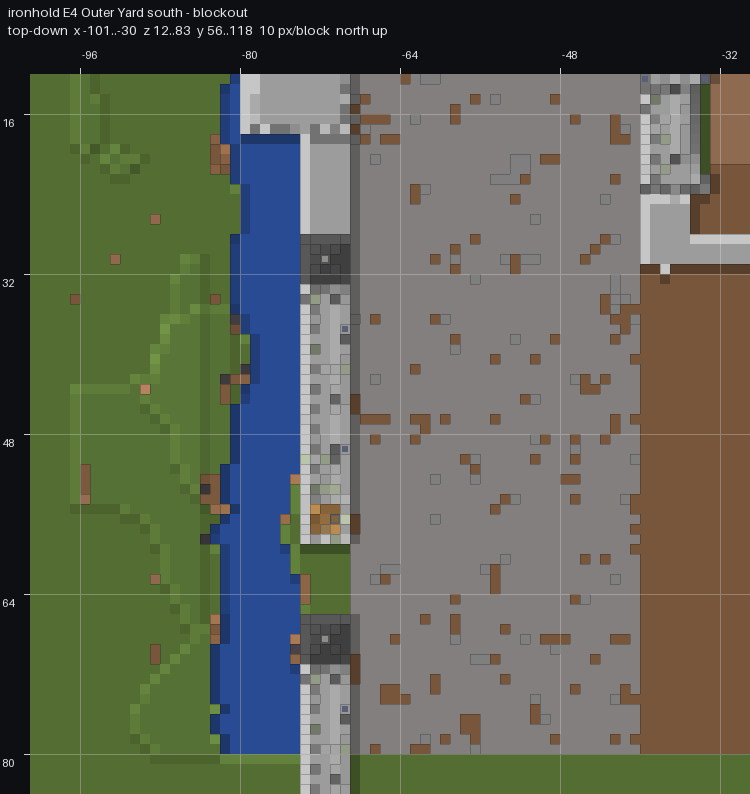 ironhold E4 Outer Yard south - blockout
top-down  x -101..-30  z 12..83  y 56..118  10 px/block  north up
-96 -80 -64 -48 -32
16
32
48
64
80